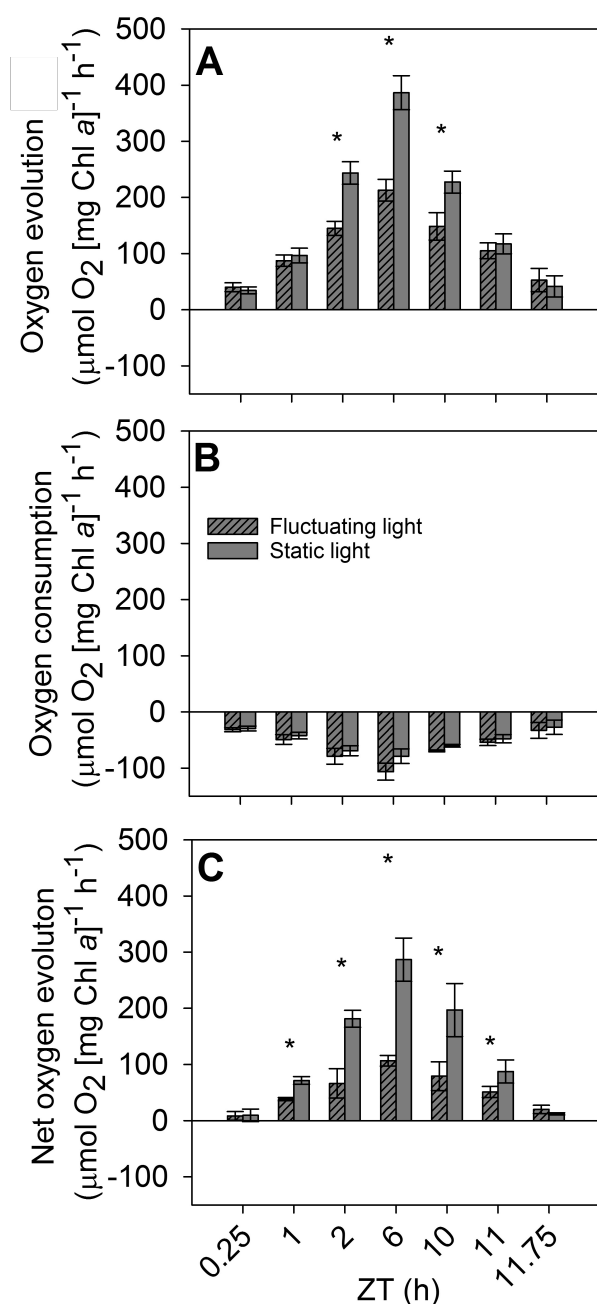 500
400
300
200
100
0
-100
Oxygen evolution
(µmol O2 [mg Chl a]-1 h-1)
A
*
*
*
500
400
300
200
100
0
-100
Oxygen consumption
(µmol O2 [mg Chl a]-1 h-1)
B
Fluctuating light
Static light
500
400
300
200
100
0
-100
Net oxygen evoluton
(µmol O2 [mg Chl a]-1 h-1)
C
*
*
*
*
*
0.25 1 2 6 10 11 11.75
ZT (h)